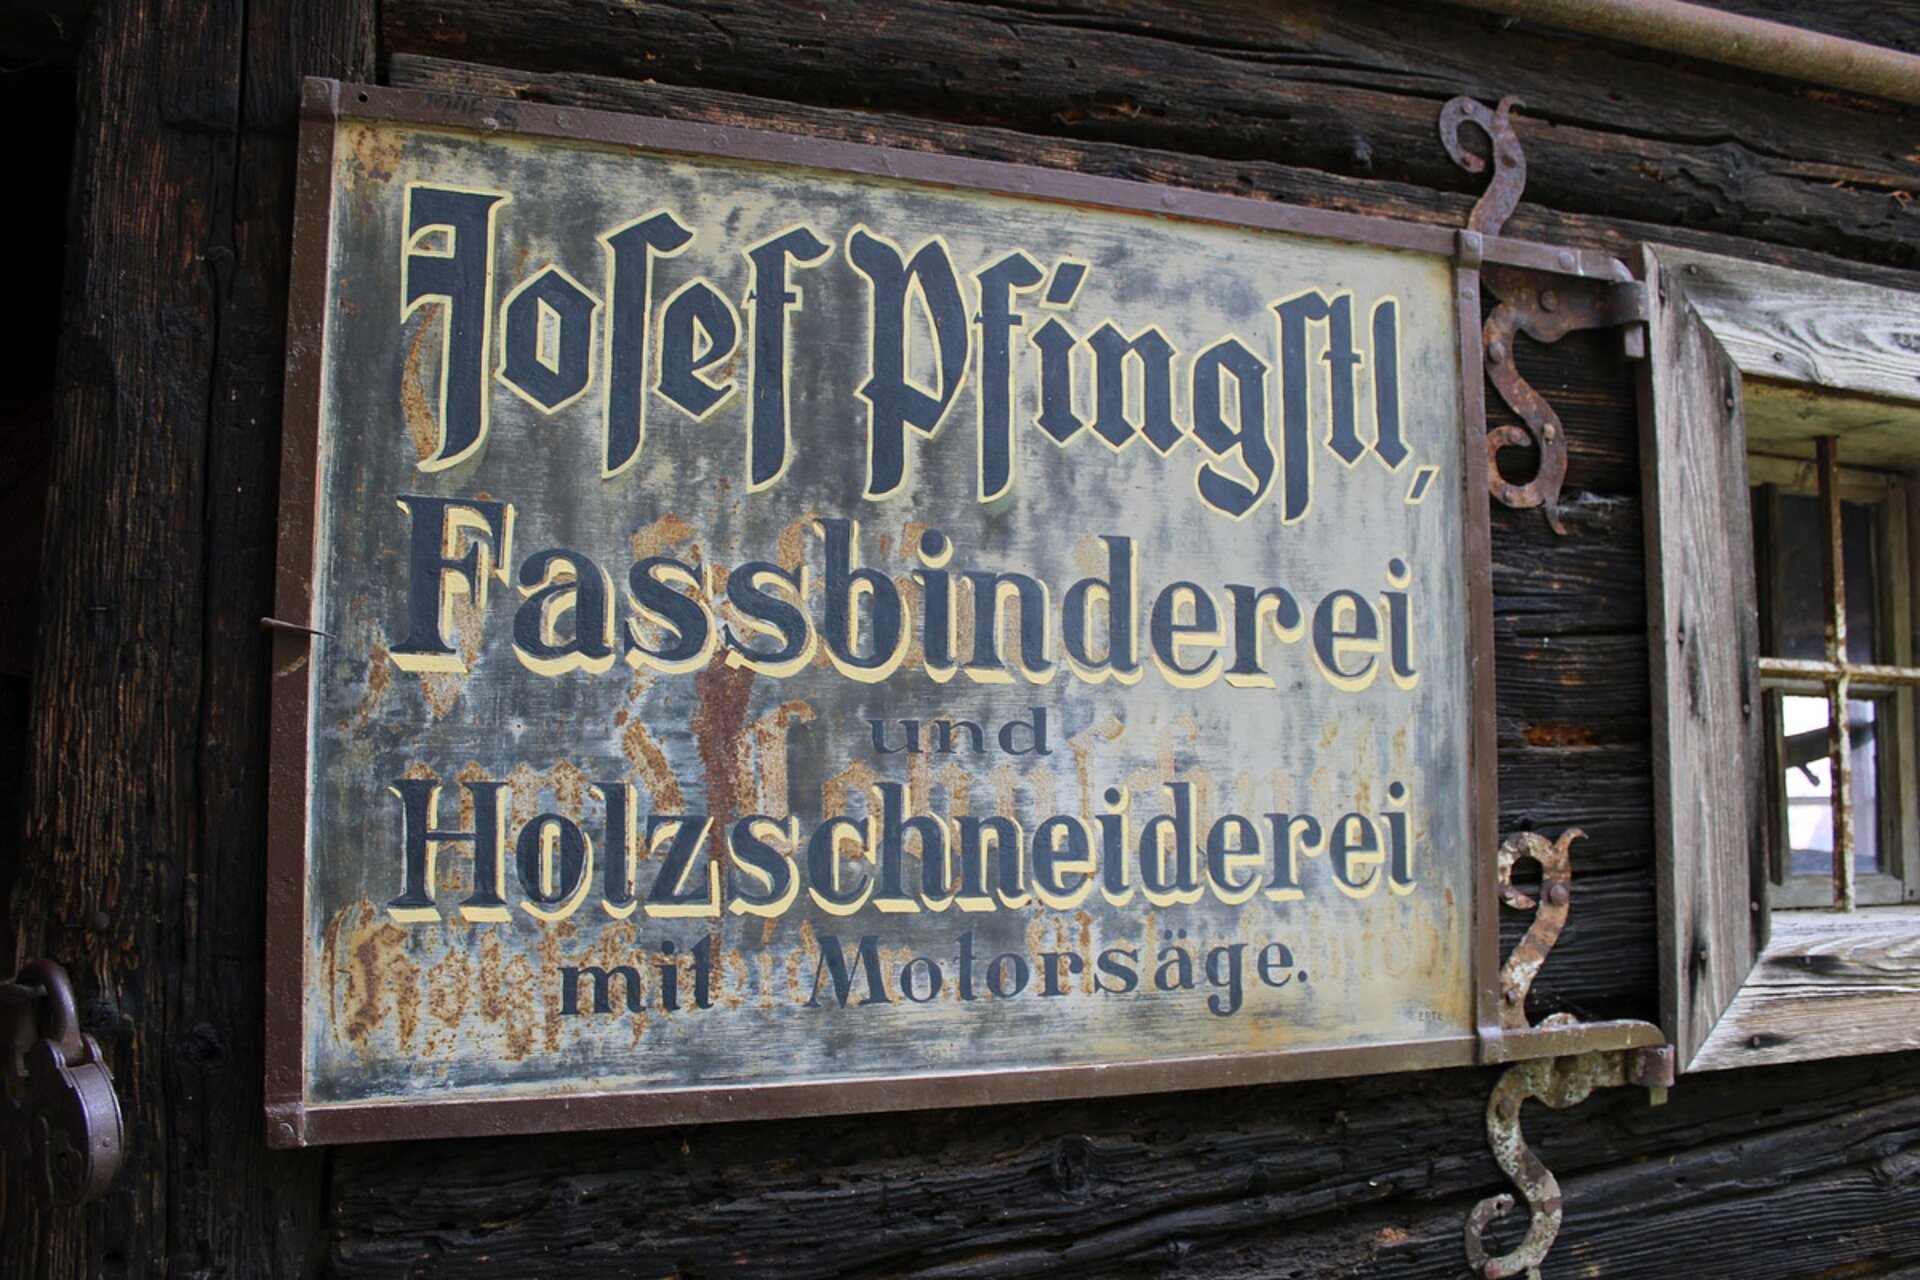 Josef Pfingstl,
Fassbinderei
und
Holzschneiderei
mit Motorsäge.